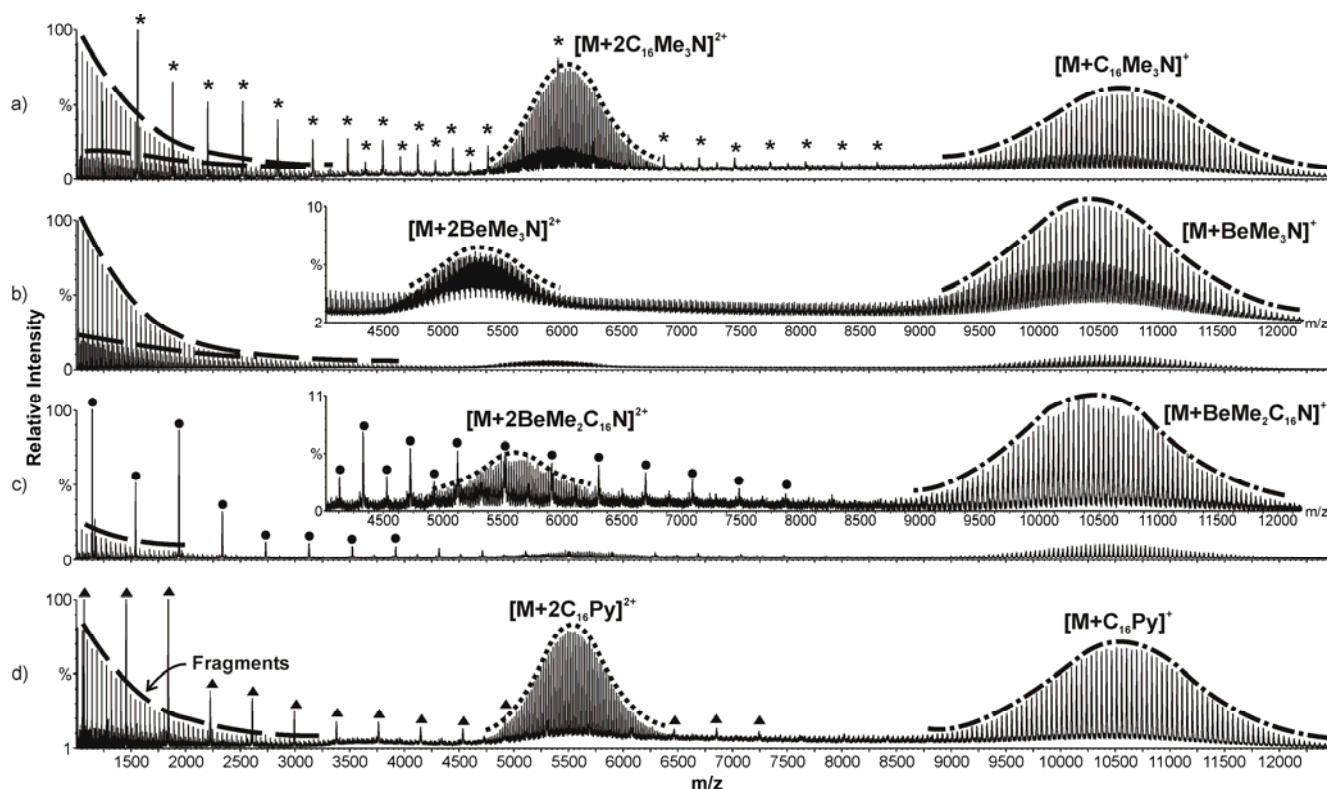 Relative Intensity
a)
100
%
0
[M+2C₁₆Me₃N]²⁺
[M+C₁₆Me₃N]⁺
b)
100
%
0
10
%
2
[M+2BeMe₃N]²⁺
[M+BeMe₃N]⁺
4500 5000 5500 6000 6500 7000 7500 8000 8500 9000 9500 10000 10500 11000 11500 12000 m/z
c)
100
%
0
11
%
0
[M+2BeMe₂C₁₆N]²⁺
[M+BeMe₂C₁₆N]⁺
4500 5000 5500 6000 6500 7000 7500 8000 8500 9000 9500 10000 10500 11000 11500 12000 m/z
d)
100
%
1
Fragments
[M+2C₁₆Py]²⁺
[M+C₁₆Py]⁺
1500 2000 2500 3000 3500 4000 4500 5000 5500 6000 6500 7000 7500 8000 8500 9000 9500 10000 10500 11000 11500 12000
m/z